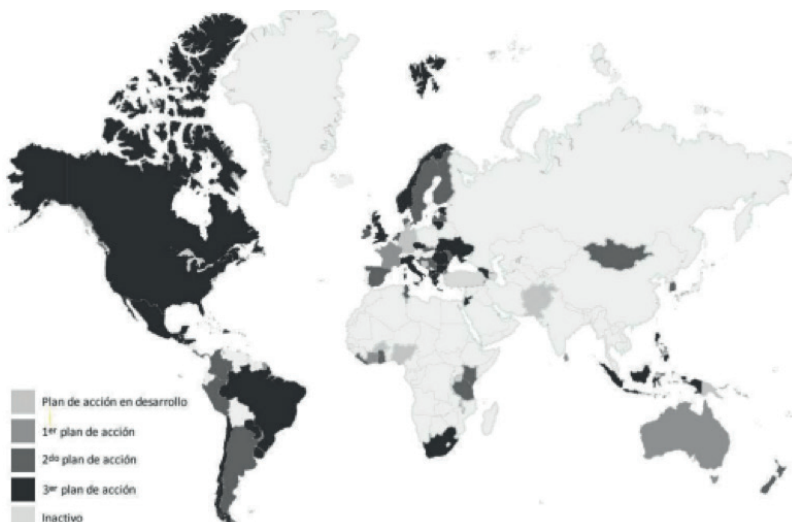 Plan de acción en desarrollo
1er plan de acción
2do plan de acción
3er plan de acción
Inactivo